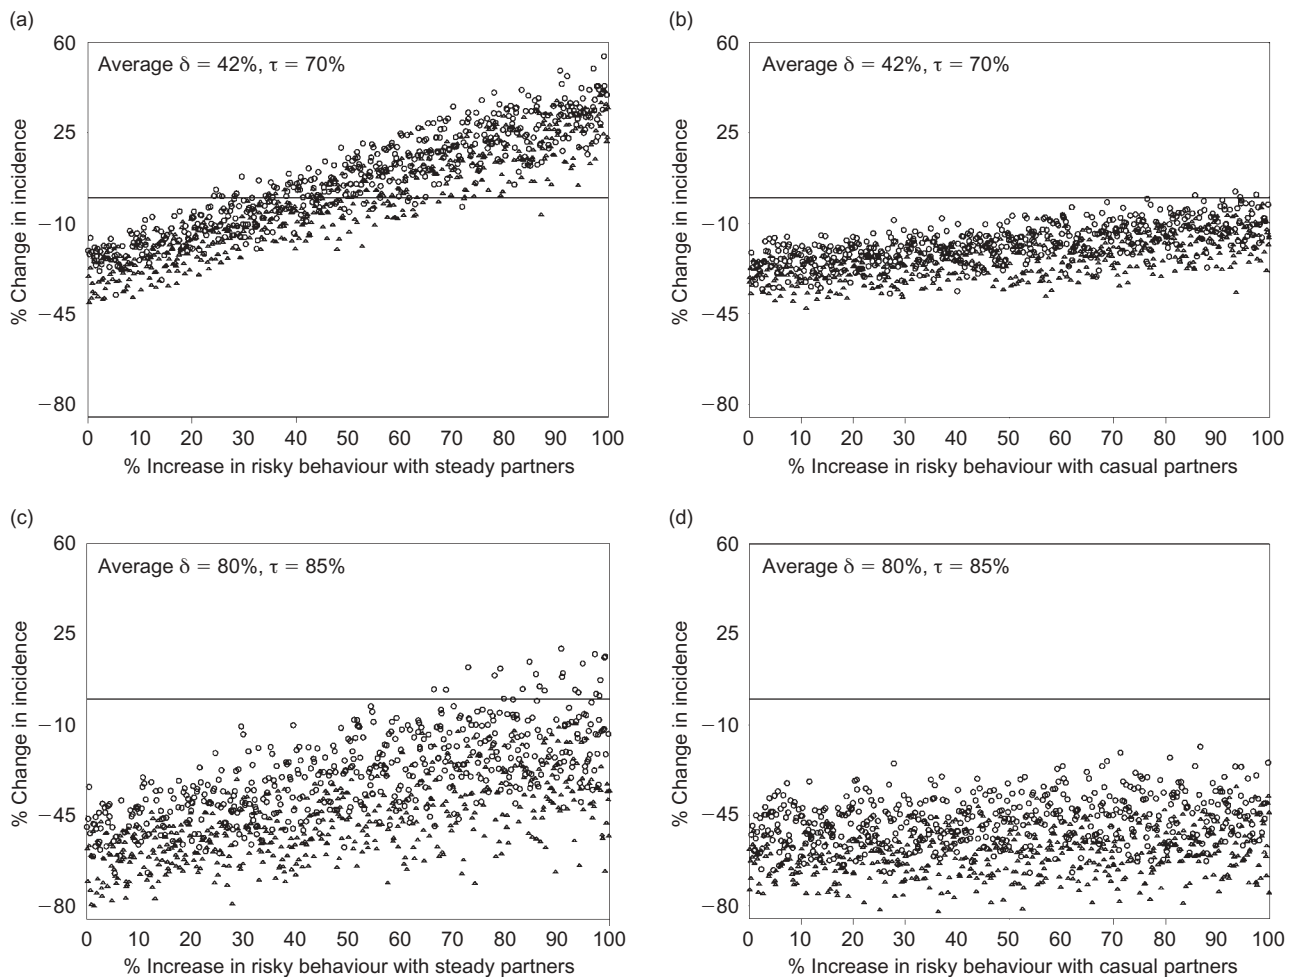 (a)
60
Average δ = 42%, τ = 70%
25
−10
−45
−80
% Change in incidence
0 10 20 30 40 50 60 70 80 90 100
% Increase in risky behaviour with steady partners
(b)
60
Average δ = 42%, τ = 70%
25
−10
−45
−80
% Change in incidence
0 10 20 30 40 50 60 70 80 90 100
% Increase in risky behaviour with casual partners
(c)
60
Average δ = 80%, τ = 85%
25
−10
−45
−80
% Change in incidence
0 10 20 30 40 50 60 70 80 90 100
% Increase in risky behaviour with steady partners
(d)
60
Average δ = 80%, τ = 85%
25
−10
−45
−80
% Change in incidence
0 10 20 30 40 50 60 70 80 90 100
% Increase in risky behaviour with casual partners